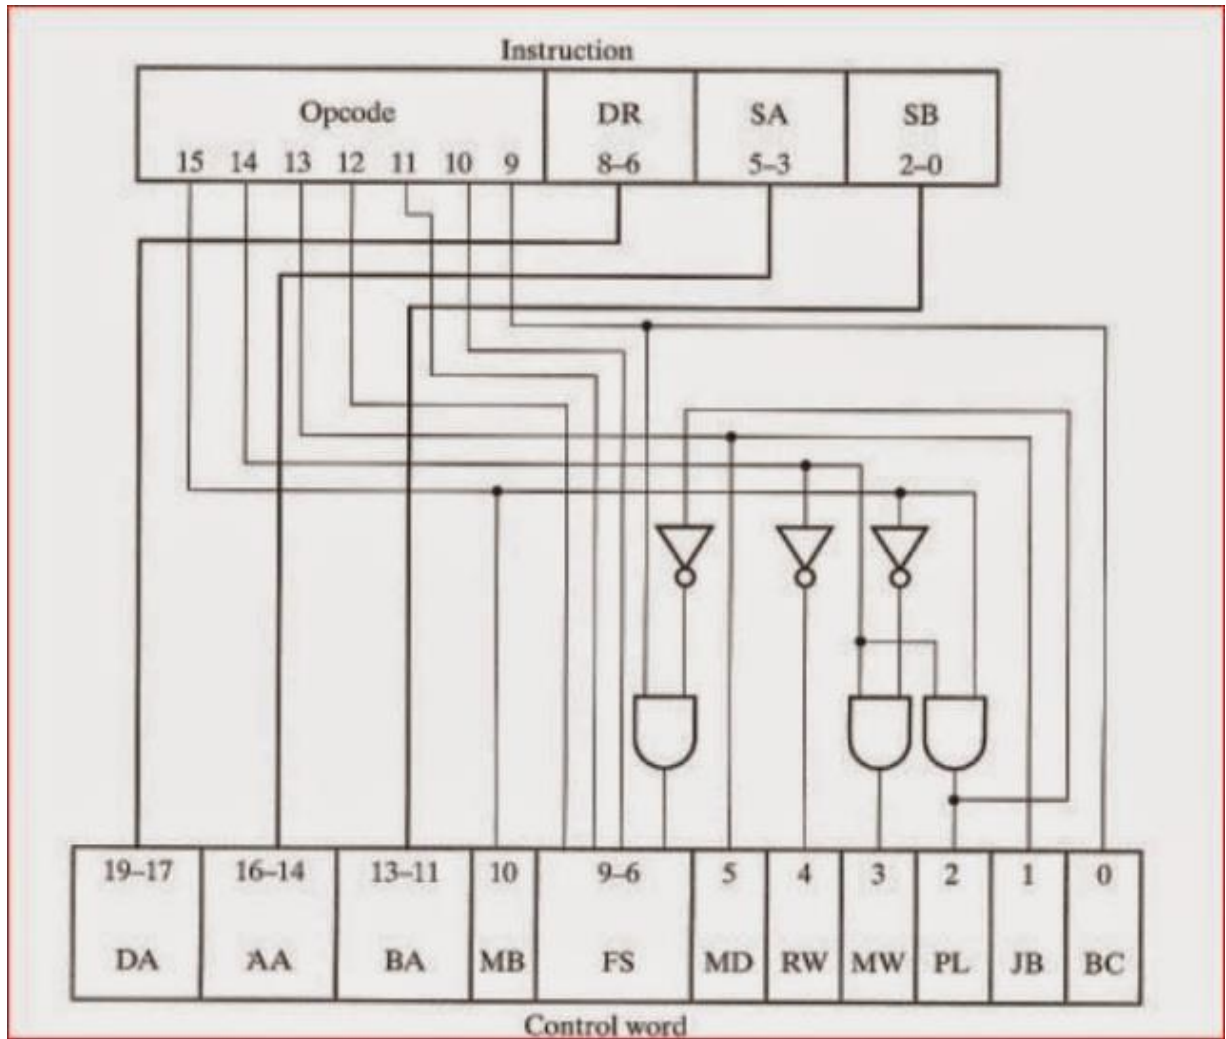 Instruction
Opcode DR SA SB
15 14 13 12 11 10 9 8–6 5–3 2–0
19–17 16–14 13–11 10 9–6 5 4 3 2 1 0
DA AA BA MB FS MD RW MW PL JB BC
Control word